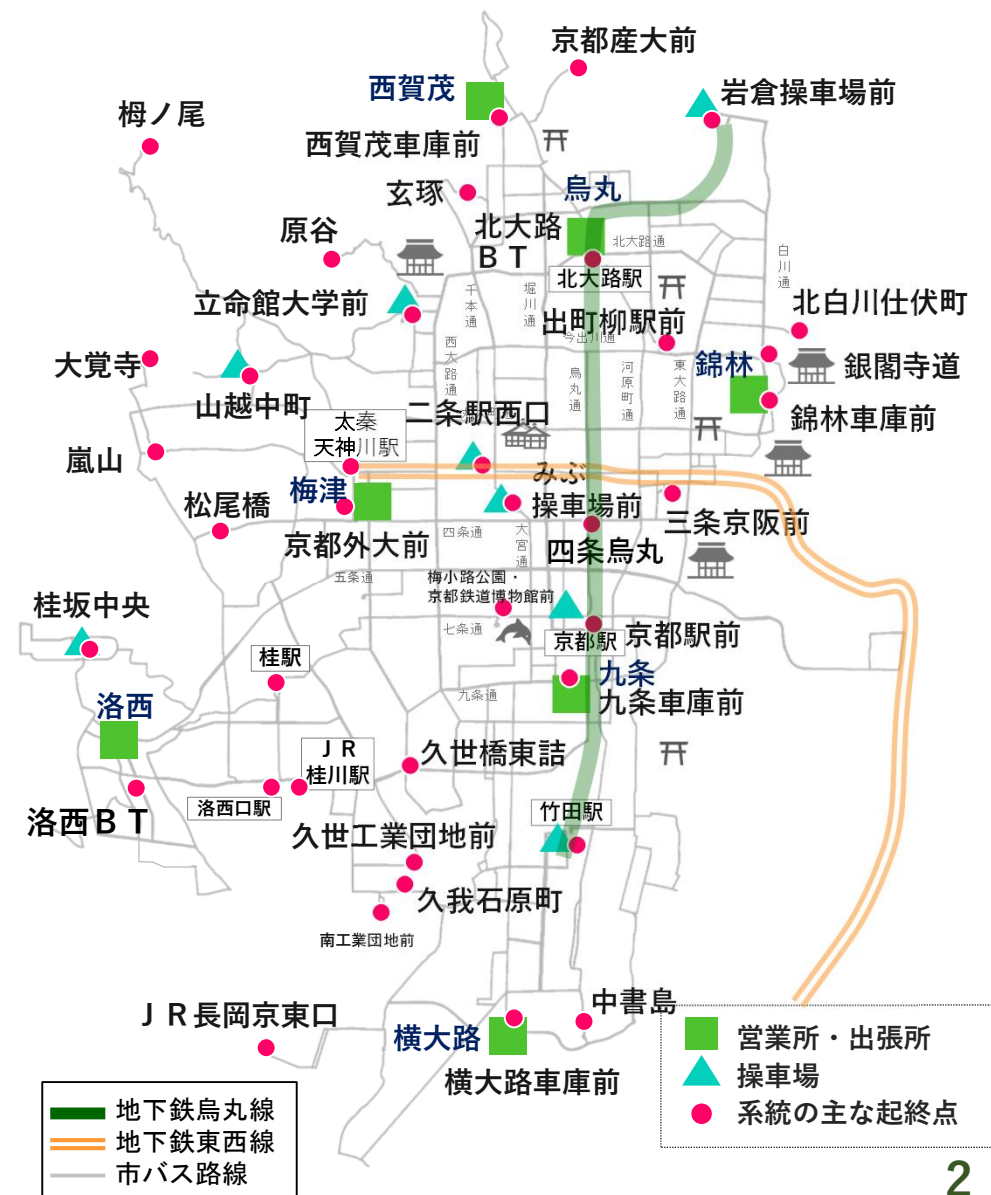 京都産大前
西賀茂
岩倉操車場前
栂ノ尾
西賀茂車庫前
玄琢
烏丸
原谷
北大路
ＢＴ
北大路通
北大路駅
白川通
立命館大学前
千本通
堀川通
出町柳駅前
今出川通
北白川仕伏町
大覚寺
西大路通
烏丸通
河原町通
東大路通
錦林
銀閣寺道
山越中町
二条駅西口
錦林車庫前
太秦
天神川駅
嵐山
みぶ
操車場前
梅津
松尾橋
三条京阪前
京都外大前
四条通
大宮通
四条烏丸
五条通
梅小路公園・
京都鉄道博物館前
桂坂中央
七条通
京都駅
京都駅前
桂駅
九条
九条車庫前
九条通
洛西
ＪＲ
桂川駅
久世橋東詰
洛西口駅
竹田駅
洛西ＢＴ
久世工業団地前
久我石原町
南工業団地前
ＪＲ長岡京東口
中書島
横大路
横大路車庫前
営業所・出張所
操車場
系統の主な起終点
地下鉄烏丸線
地下鉄東西線
市バス路線
2